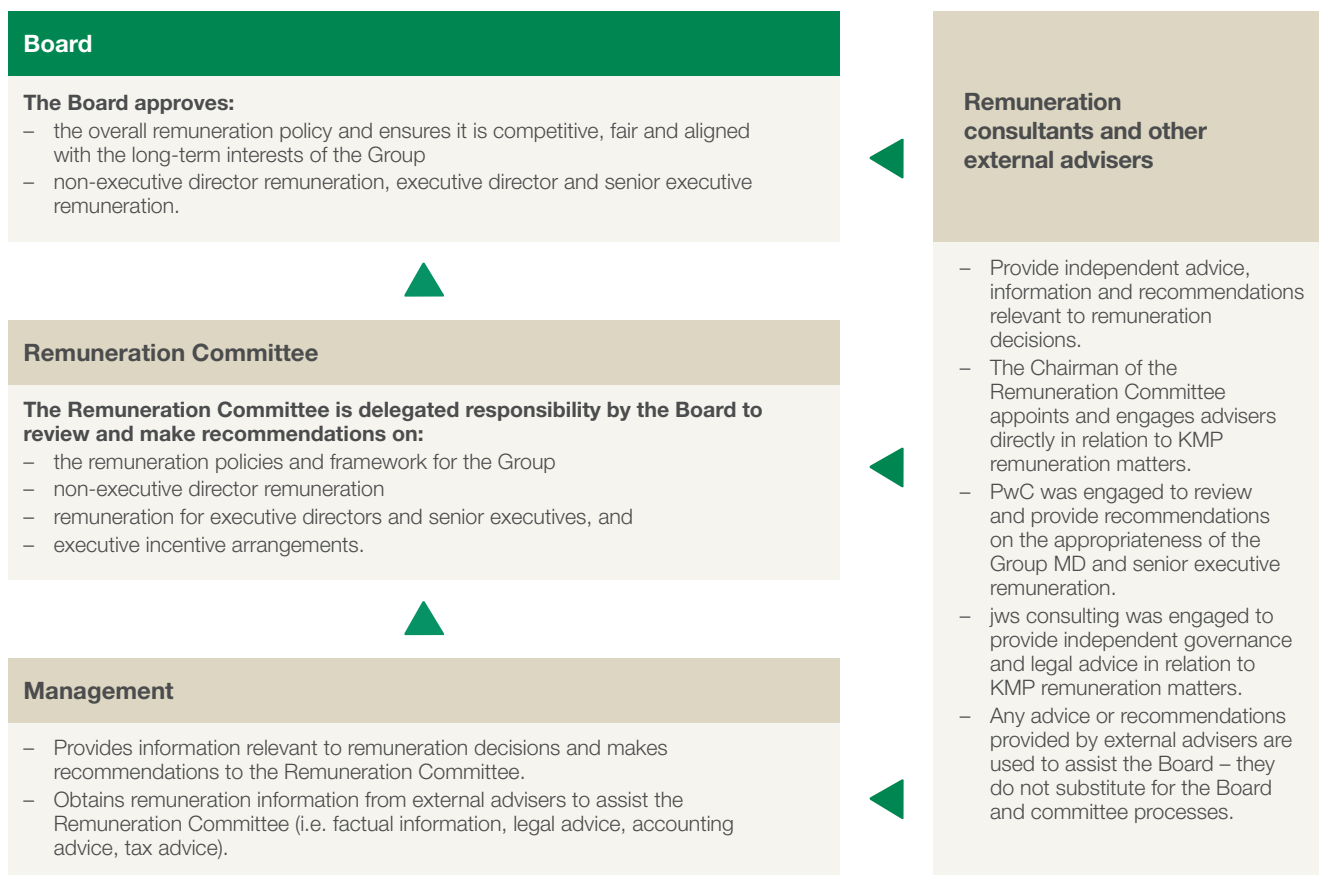 Board
The Board approves:
– the overall remuneration policy and ensures it is competitive, fair and aligned
with the long-term interests of the Group
– non-executive director remuneration, executive director and senior executive
remuneration.
Remuneration Committee
The Remuneration Committee is delegated responsibility by the Board to
review and make recommendations on:
– the remuneration policies and framework for the Group
– non-executive director remuneration
– remuneration for executive directors and senior executives, and
– executive incentive arrangements.
Management
– Provides information relevant to remuneration decisions and makes
recommendations to the Remuneration Committee.
– Obtains remuneration information from external advisers to assist the
Remuneration Committee (i.e. factual information, legal advice, accounting
advice, tax advice).
Remuneration
consultants and other
external advisers
– Provide independent advice,
information and recommendations
relevant to remuneration
decisions.
– The Chairman of the
Remuneration Committee
appoints and engages advisers
directly in relation to KMP
remuneration matters.
– PwC was engaged to review
and provide recommendations
on the appropriateness of the
Group MD and senior executive
remuneration.
– jws consulting was engaged to
provide independent governance
and legal advice in relation to
KMP remuneration matters.
– Any advice or recommendations
provided by external advisers are
used to assist the Board – they
do not substitute for the Board
and committee processes.